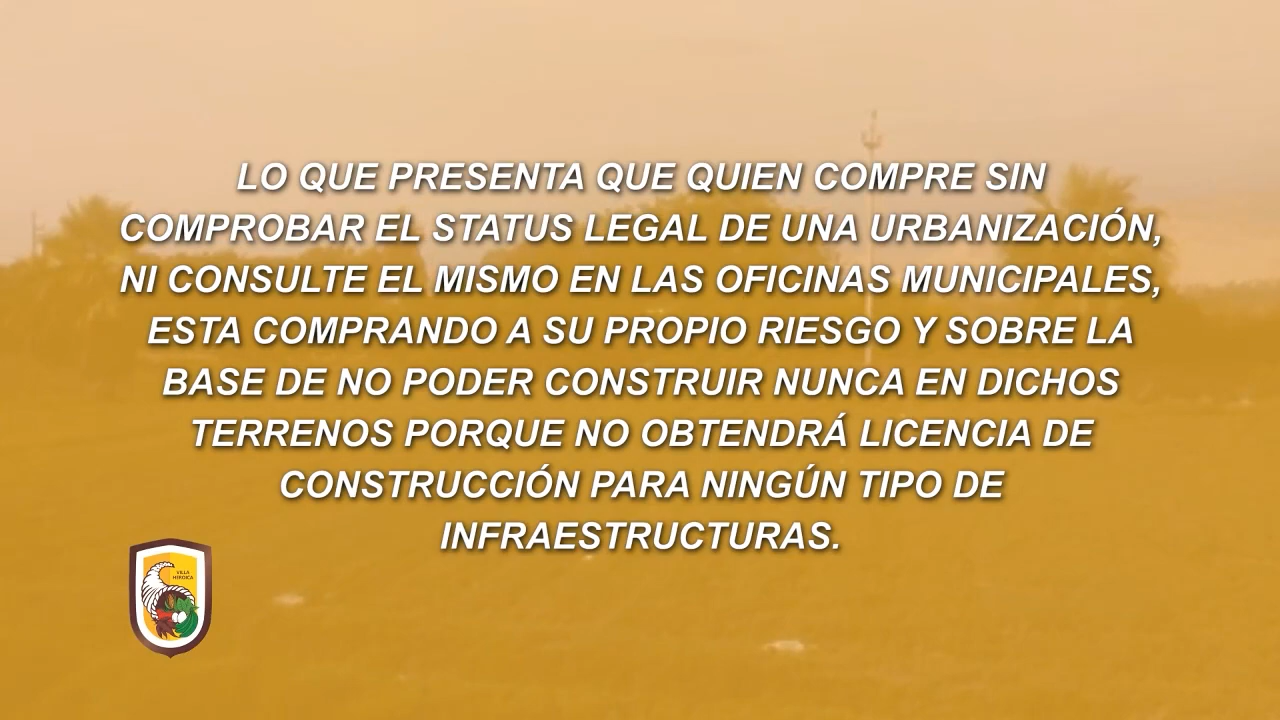 LO QUE PRESENTA QUE QUIEN COMPRE SIN
COMPROBAR EL STATUS LEGAL DE UNA URBANIZACIÓN,
NI CONSULTE EL MISMO EN LAS OFICINAS MUNICIPALES,
ESTA COMPRANDO A SU PROPIO RIESGO Y SOBRE LA
BASE DE NO PODER CONSTRUIR NUNCA EN DICHOS
TERRENOS PORQUE NO OBTENDRÁ LICENCIA DE
CONSTRUCCIÓN PARA NINGÚN TIPO DE
INFRAESTRUCTURAS.
VILLA
HEROICA